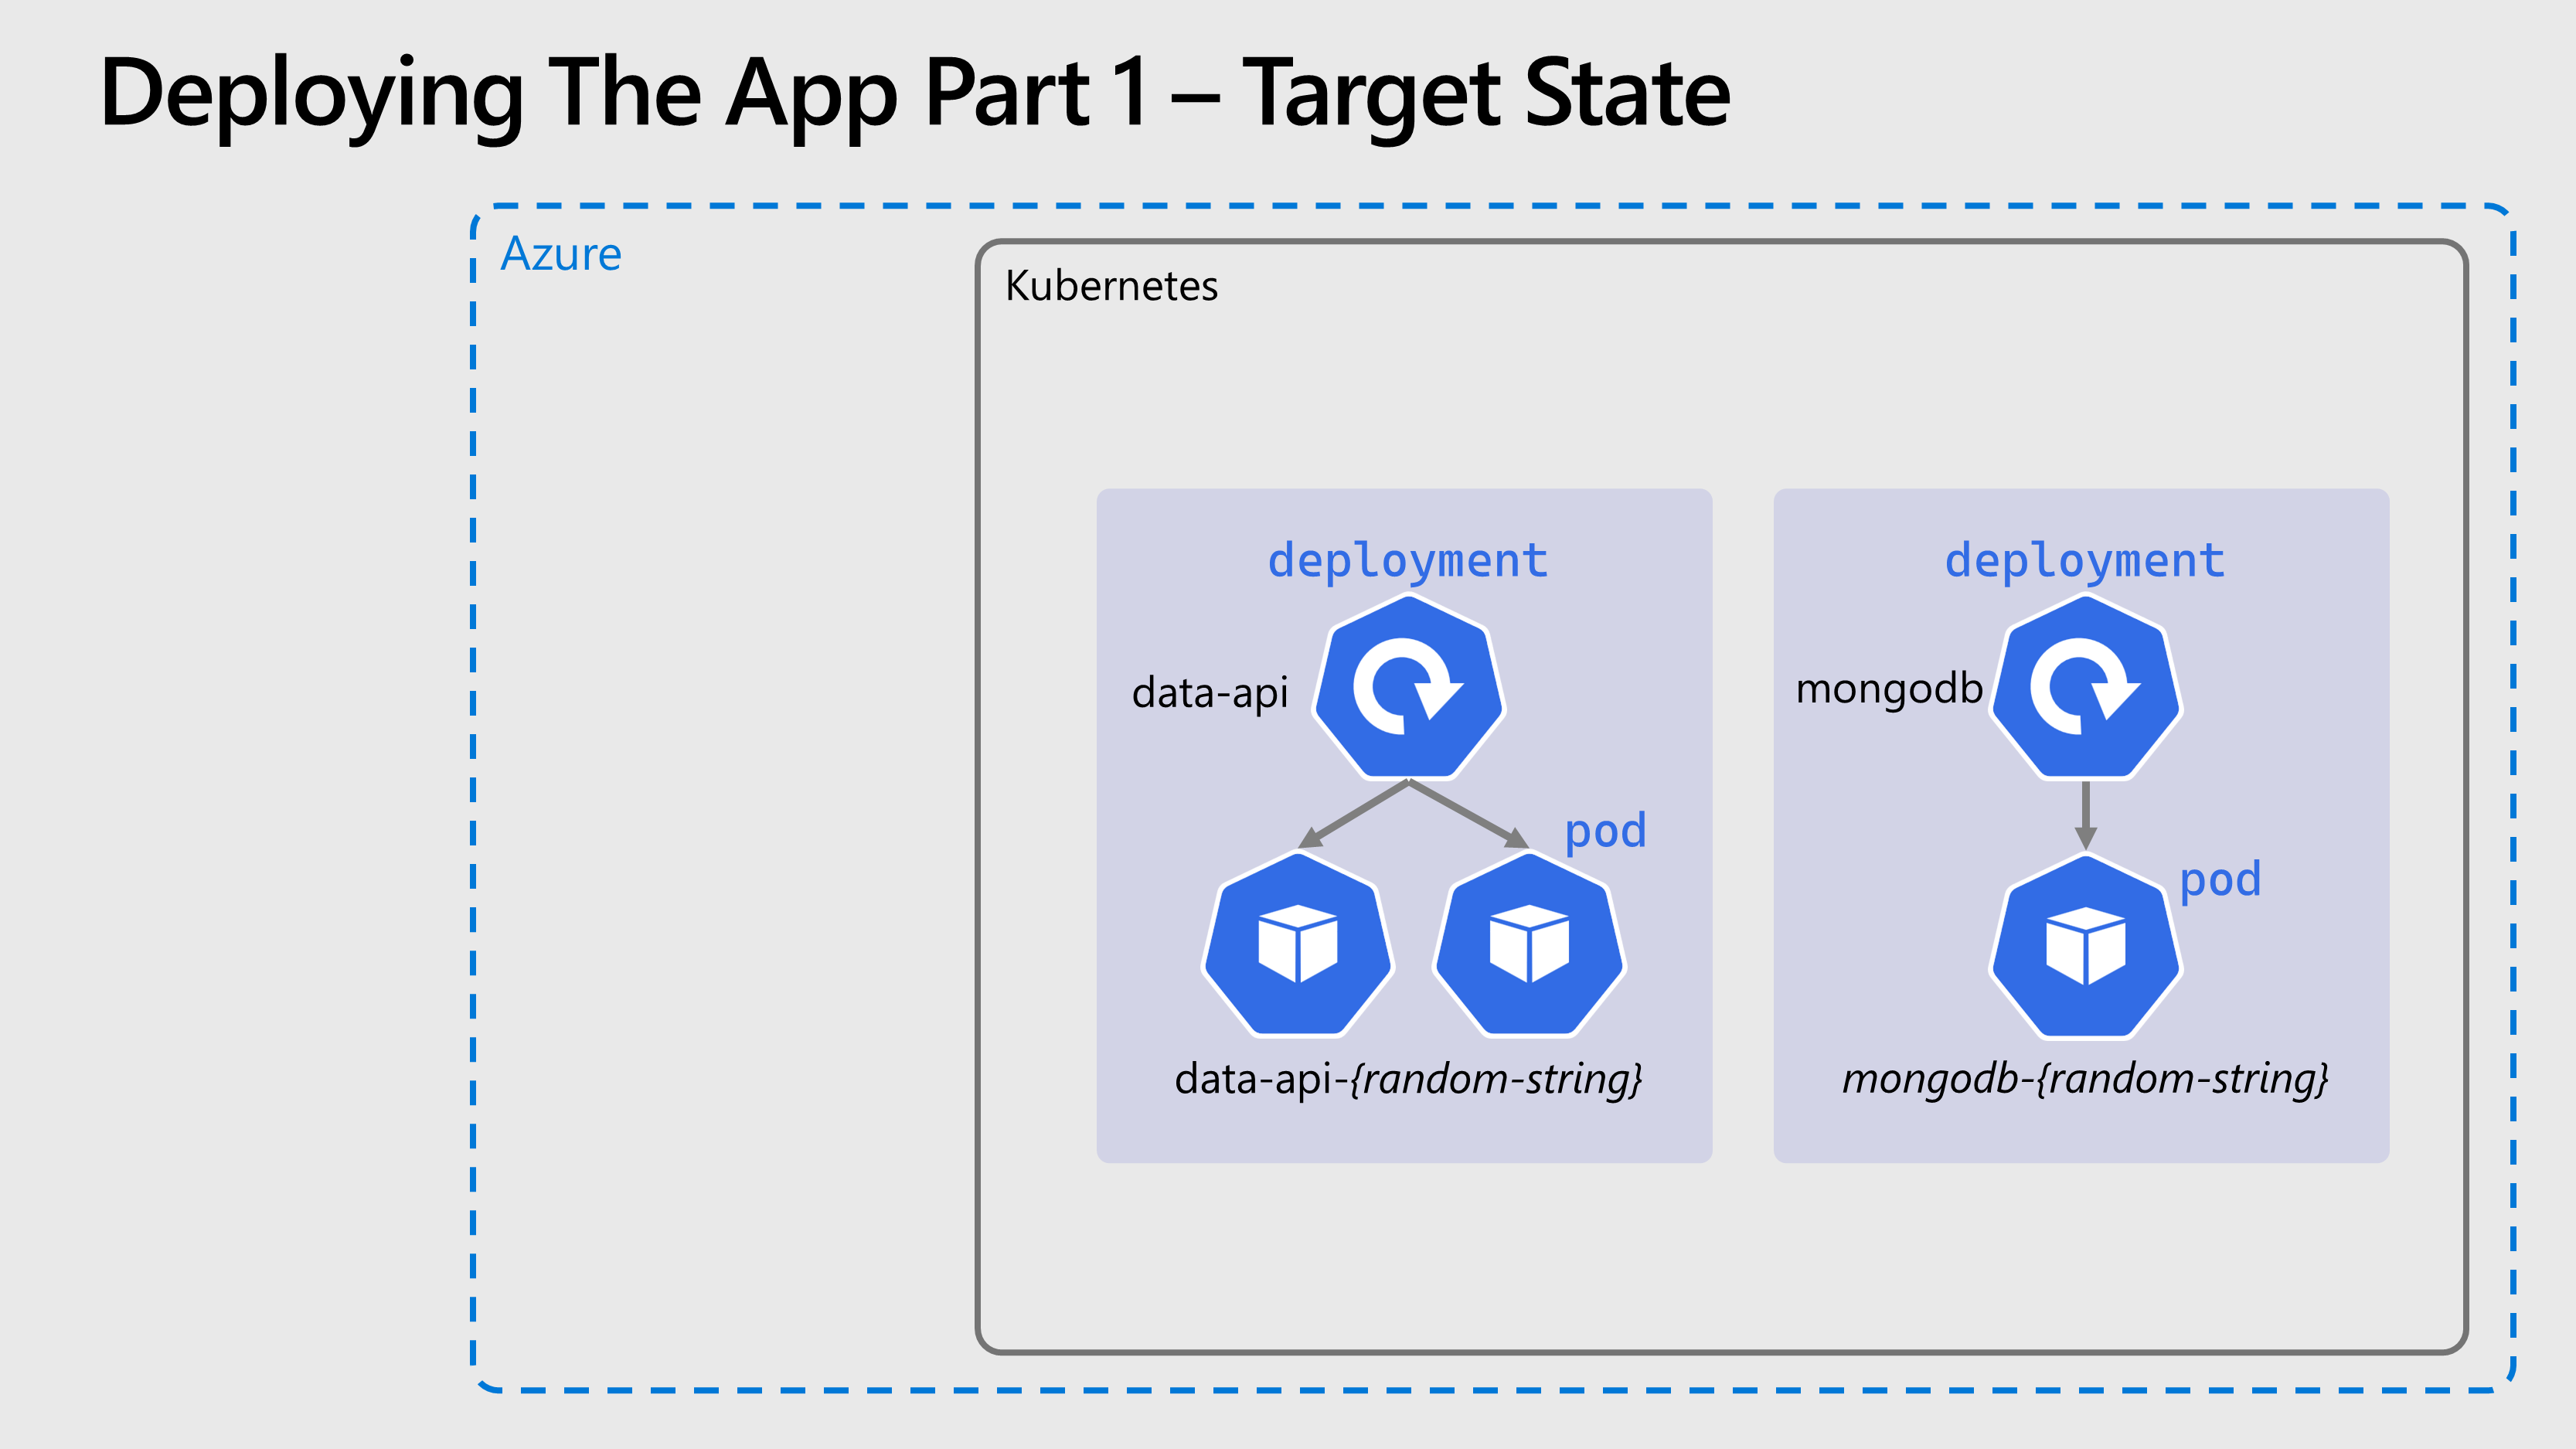 Deploying The App Part 1 – Target State
Azure
Kubernetes
deployment
data-api
pod
data-api-{random-string}
deployment
mongodb
pod
mongodb-{random-string}